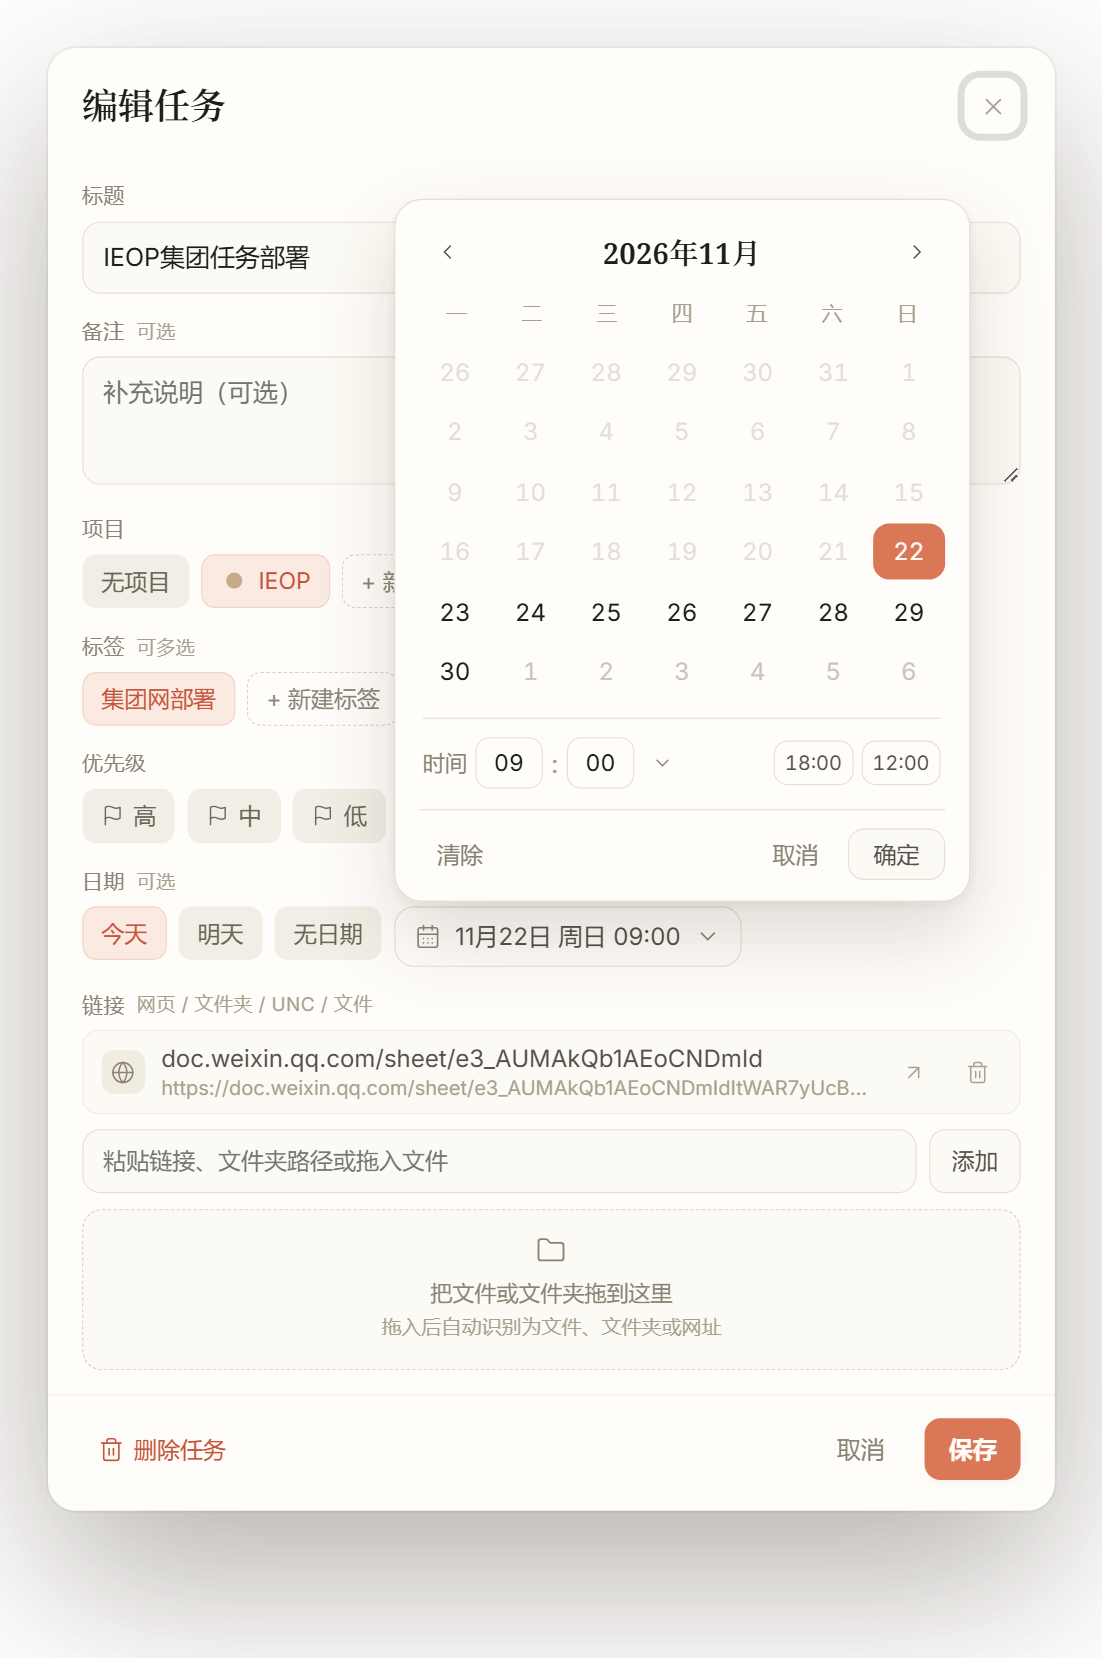 编辑任务
标题
IEOP集团任务部署
备注 可选
补充说明（可选）
项目
无项目 IEOP + 新
标签 可多选
集团网部署 + 新建标签
优先级
高 中 低
日期 可选
今天 明天 无日期 11月22日 周日 09:00
2026年11月
一 二 三 四 五 六 日
26 27 28 29 30 31 1
2 3 4 5 6 7 8
9 10 11 12 13 14 15
16 17 18 19 20 21 22
23 24 25 26 27 28 29
30 1 2 3 4 5 6
时间 09 : 00 18:00 12:00
清除 取消 确定
链接 网页 / 文件夹 / UNC / 文件
doc.weixin.qq.com/sheet/e3_AUMAkQb1AEoCNDmId
https://doc.weixin.qq.com/sheet/e3_AUMAkQb1AEoCNDmIdItWAR7yUcB...
粘贴链接、文件夹路径或拖入文件 添加
把文件或文件夹拖到这里
拖入后自动识别为文件、文件夹或网址
删除任务 取消 保存